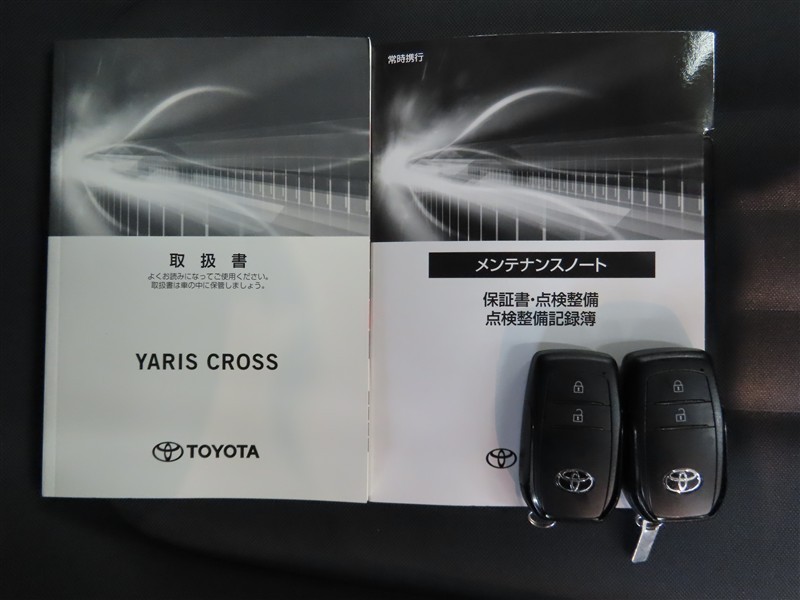 取扱書
よくお読みになってご使用ください。
取扱書は車の中に保管しましょう。
YARIS CROSS
TOYOTA
常時携行
メンテナンスノート
保証書・点検整備
点検整備記録簿